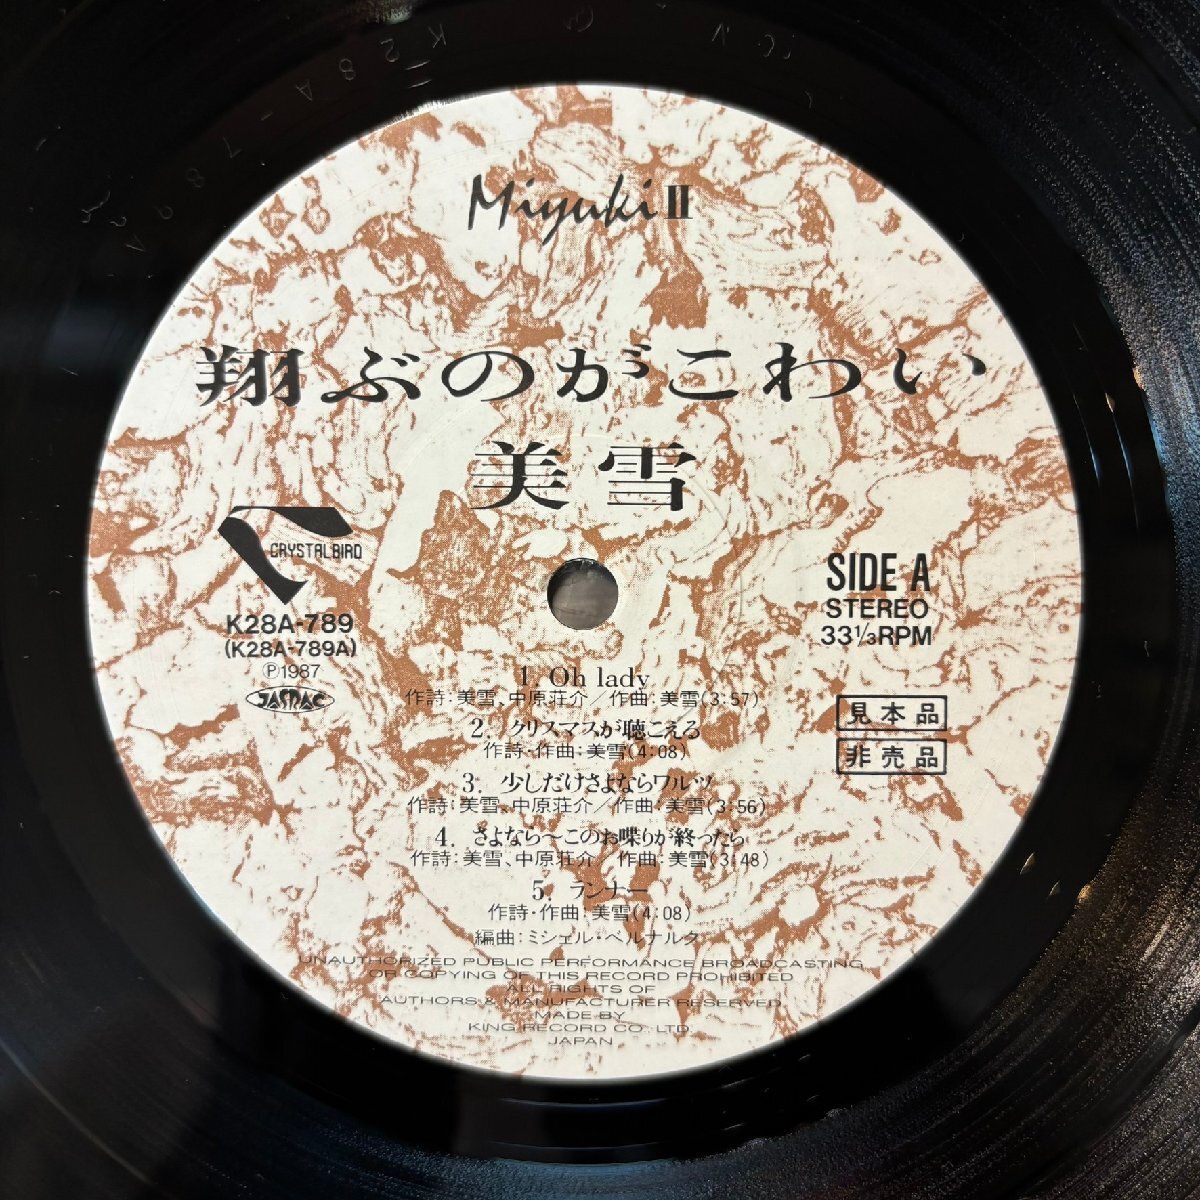 Miyuki II
翔ぶのがこわい
美雪
CRYSTAL BIRD
K28A-789
(K28A-789A)
Ⓟ1987
JASRAC
SIDE A
STEREO
33⅓RPM
見本品
非売品
1. Oh lady
作詩:美雪、中原荘介/作曲:美雪(3:57)
2. クリスマスが聴こえる
作詩・作曲:美雪(4:08)
3. 少しだけさよならワルツ
作詩:美雪、中原荘介/作曲:美雪(3:56)
4. さよなら〜このお喋りが終ったら
作詩:美雪、中原荘介/作曲:美雪(3:48)
5. ランナー
作詩・作曲:美雪(4:08)
編曲:ミシェル・ベルナルク
UNAUTHORIZED PUBLIC PERFORMANCE BROADCASTING
OR COPYING OF THIS RECORD PROHIBITED
ALL RIGHTS OF
AUTHORS & MANUFACTURER RESERVED
MADE BY
KING RECORD CO., LTD.
JAPAN